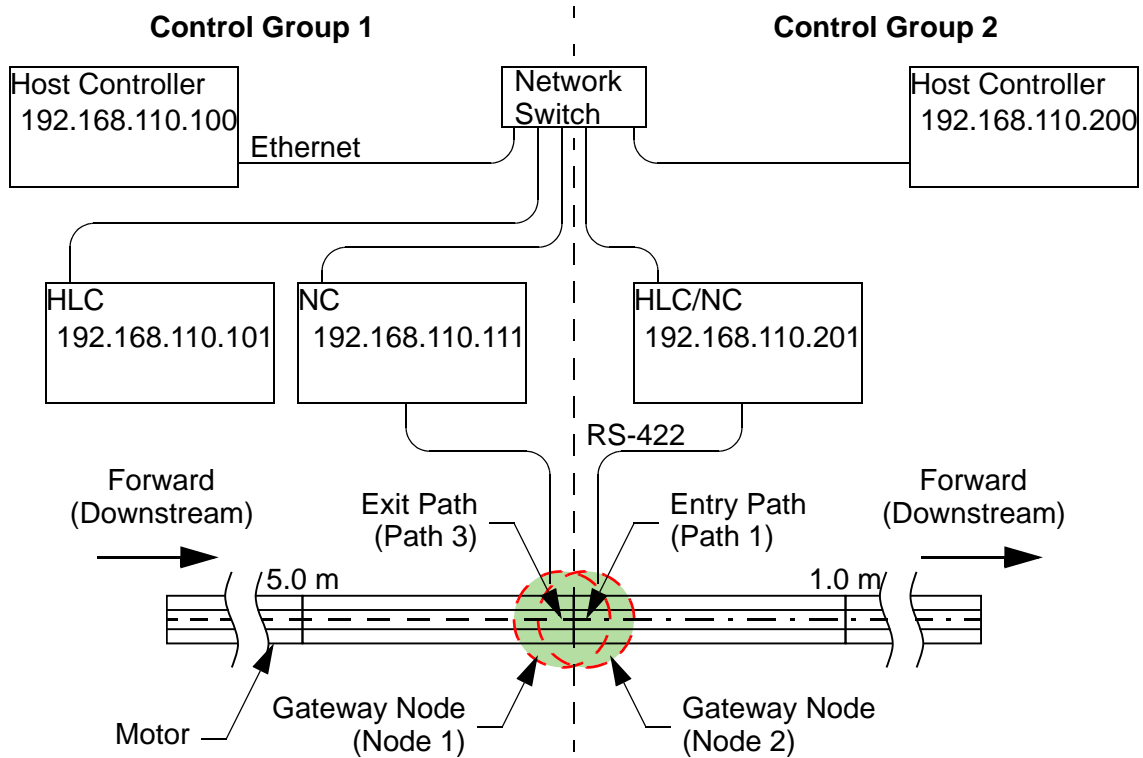 Control Group 1
Control Group 2
Host Controller
192.168.110.100
Network
Switch
Host Controller
192.168.110.200
Ethernet
HLC
192.168.110.101
NC
192.168.110.111
HLC/NC
192.168.110.201
RS-422
Forward
(Downstream)
Exit Path
(Path 3)
Entry Path
(Path 1)
Forward
(Downstream)
5.0 m
1.0 m
Motor
Gateway Node
(Node 1)
Gateway Node
(Node 2)